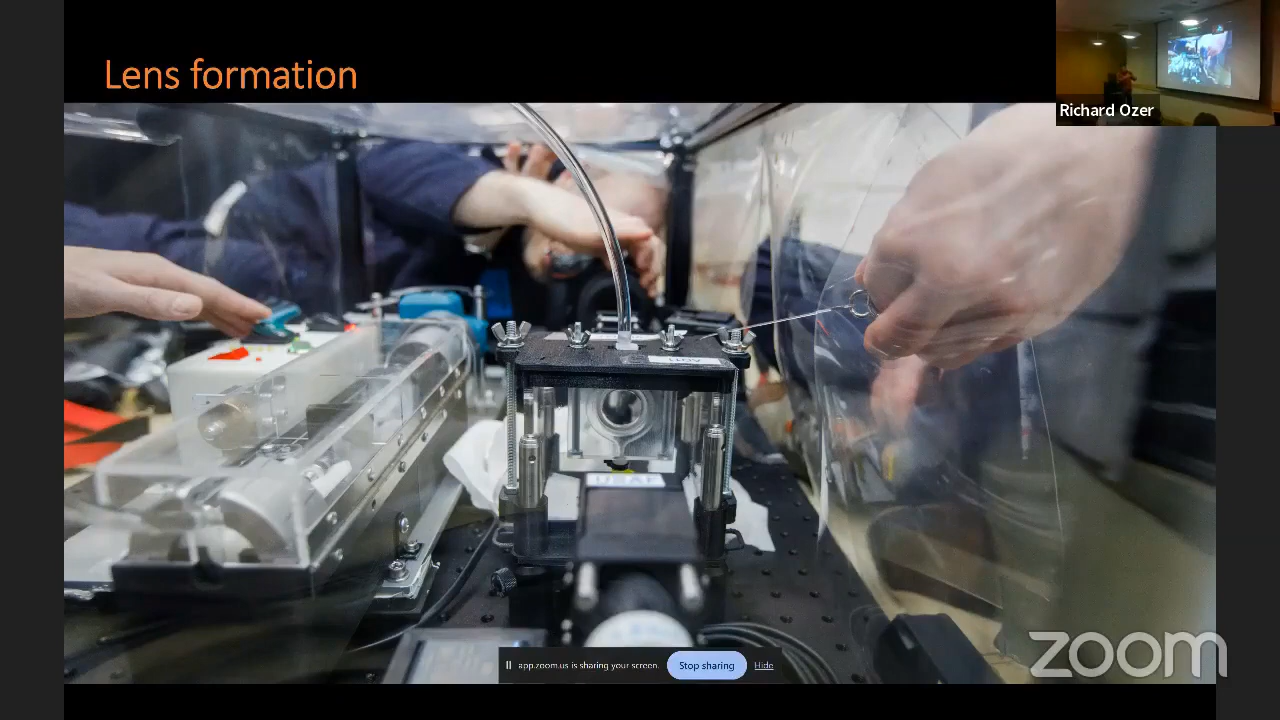 Lens formation
Richard Ozer
app.zoom.us is sharing your screen.
Stop sharing
Hide
zoom